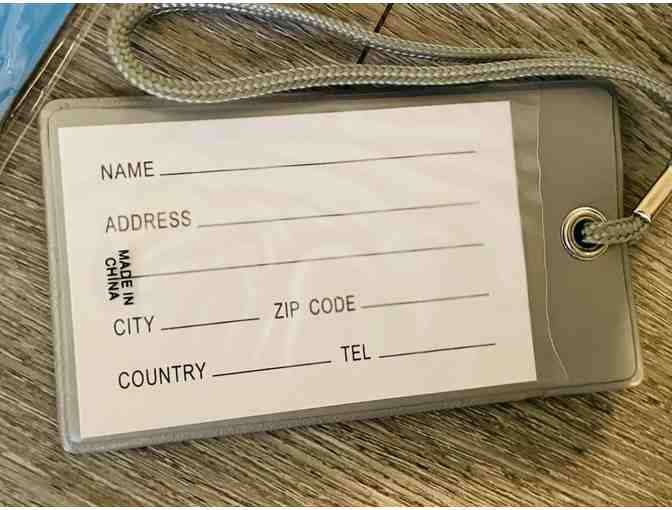 NAME
ADDRESS
MADE IN
CHINA
CITY ZIP CODE
COUNTRY TEL